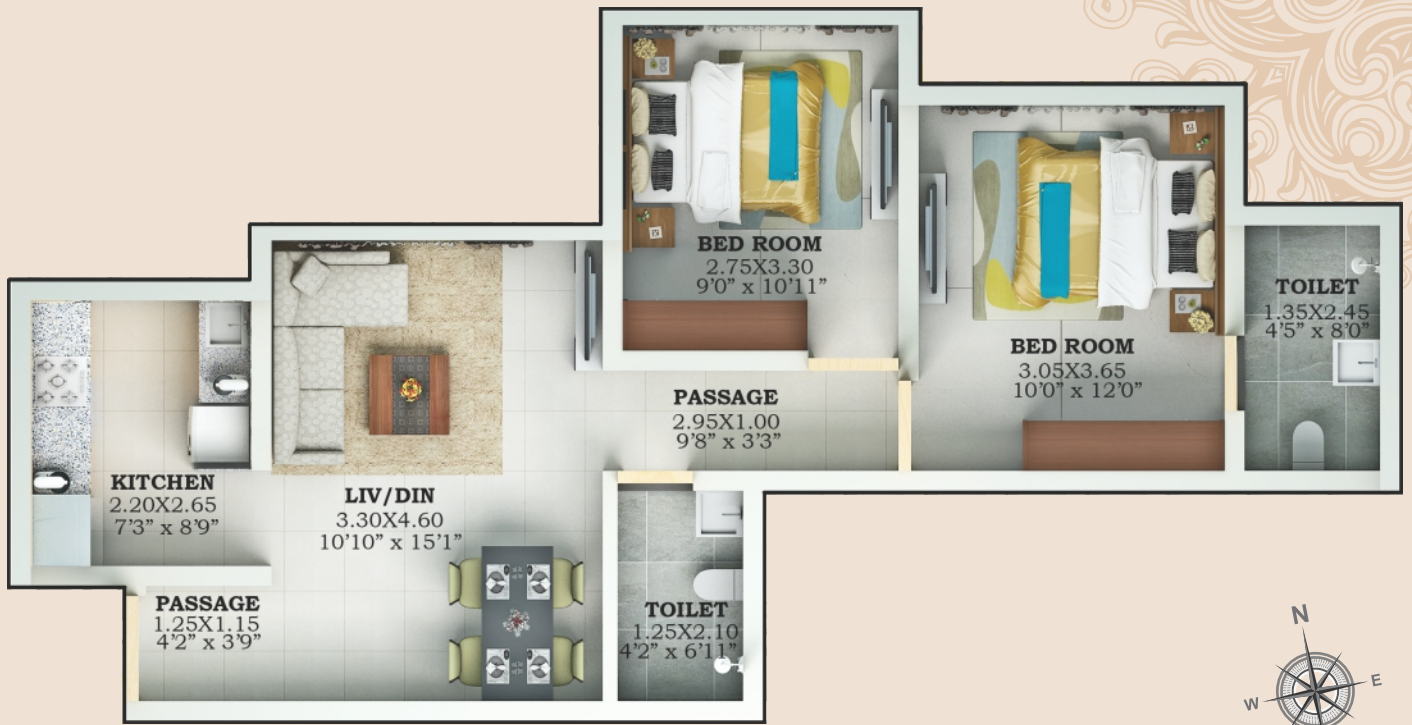 BED ROOM
2.75X3.30
9'0” x 10'11”
TOILET
1.35X2.45
4'5” x 8'0”
BED ROOM
3.05X3.65
10'0” x 12'0”
PASSAGE
2.95X1.00
9'8” x 3'3”
KITCHEN
2.20X2.65
7'3” x 8'9”
LIV/DIN
3.30X4.60
10'10” x 15'1”
PASSAGE
1.25X1.15
4'2” x 3'9”
TOILET
1.25X2.10
4'2” x 6'11”
N
E
W